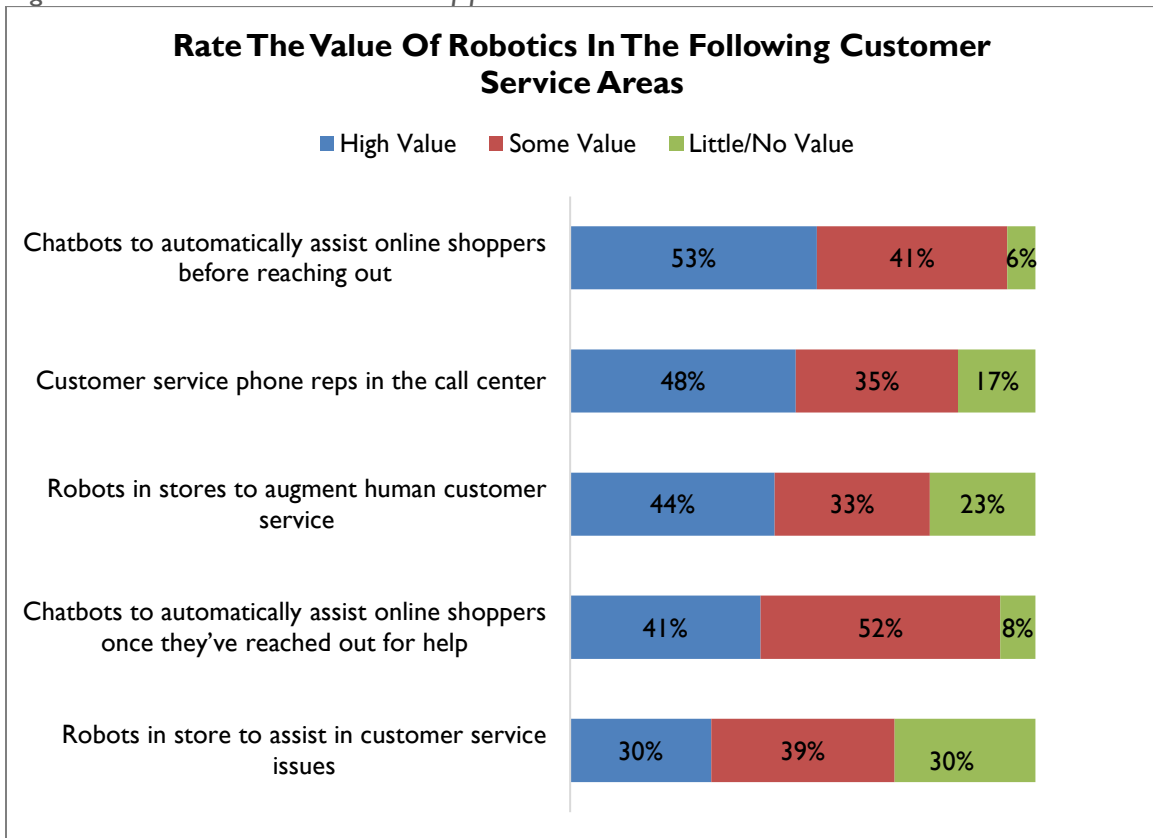 Rate The Value Of Robotics In The Following Customer
Service Areas
High Value Some Value Little/No Value
Chatbots to automatically assist online shoppers
before reaching out
53% 41% 6%
Customer service phone reps in the call center
48% 35% 17%
Robots in stores to augment human customer
service
44% 33% 23%
Chatbots to automatically assist online shoppers
once they’ve reached out for help
41% 52% 8%
Robots in store to assist in customer service
issues
30% 39% 30%